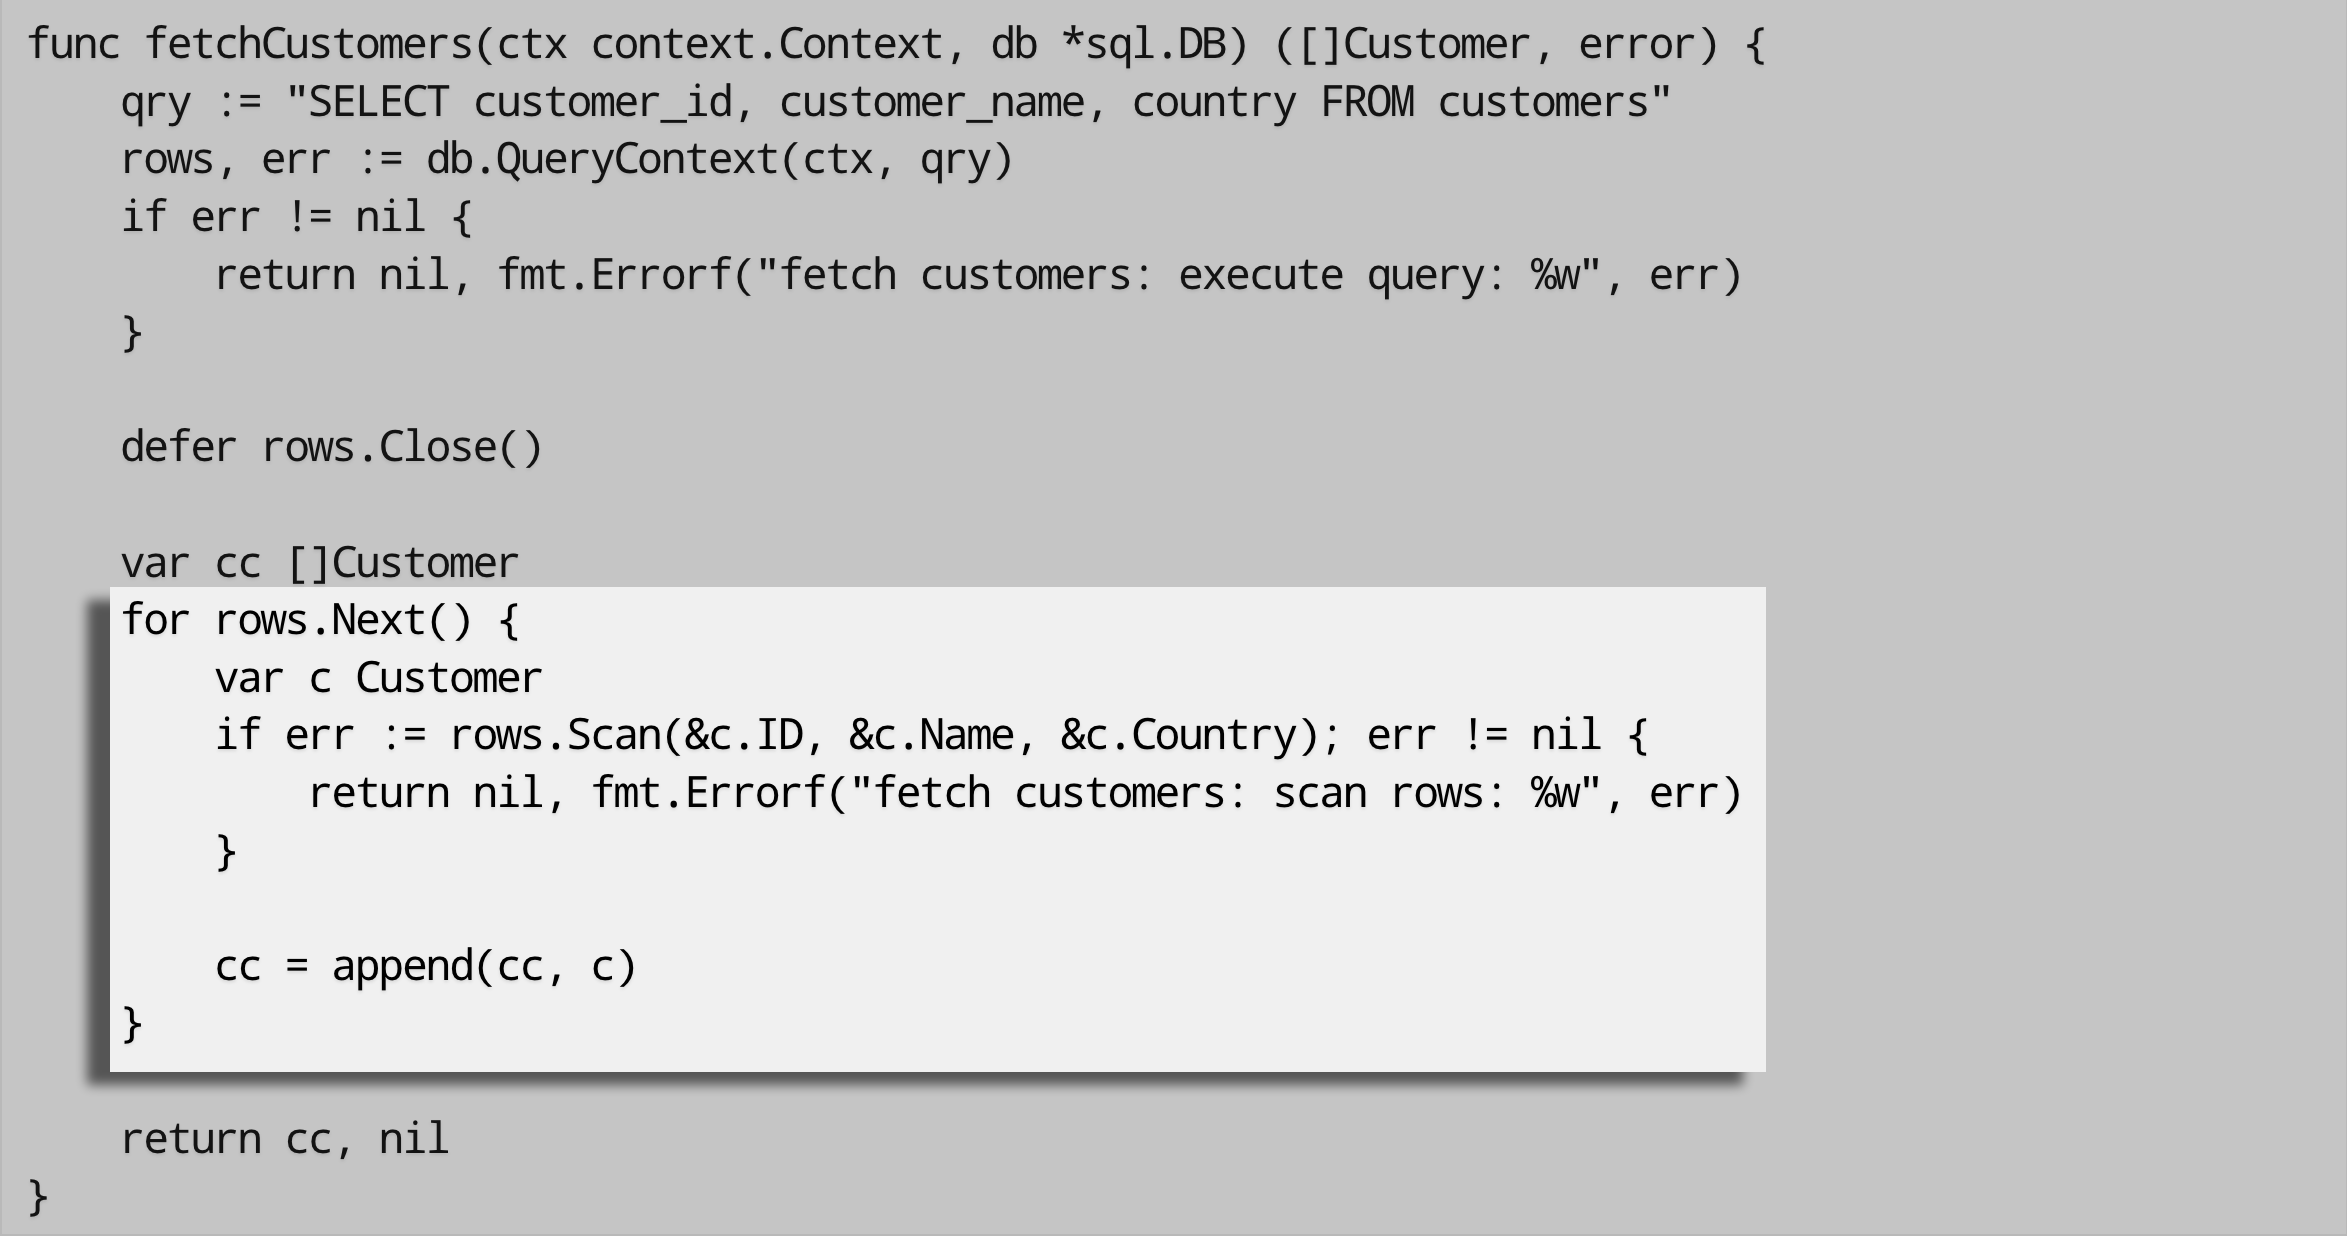 func fetchCustomers(ctx context.Context, db *sql.DB) ([]Customer, error) {
    qry := "SELECT customer_id, customer_name, country FROM customers"
    rows, err := db.QueryContext(ctx, qry)
    if err != nil {
        return nil, fmt.Errorf("fetch customers: execute query: %w", err)
    }

    defer rows.Close()

    var cc []Customer
    for rows.Next() {
        var c Customer
        if err := rows.Scan(&c.ID, &c.Name, &c.Country); err != nil {
            return nil, fmt.Errorf("fetch customers: scan rows: %w", err)
        }

        cc = append(cc, c)
    }

    return cc, nil
}